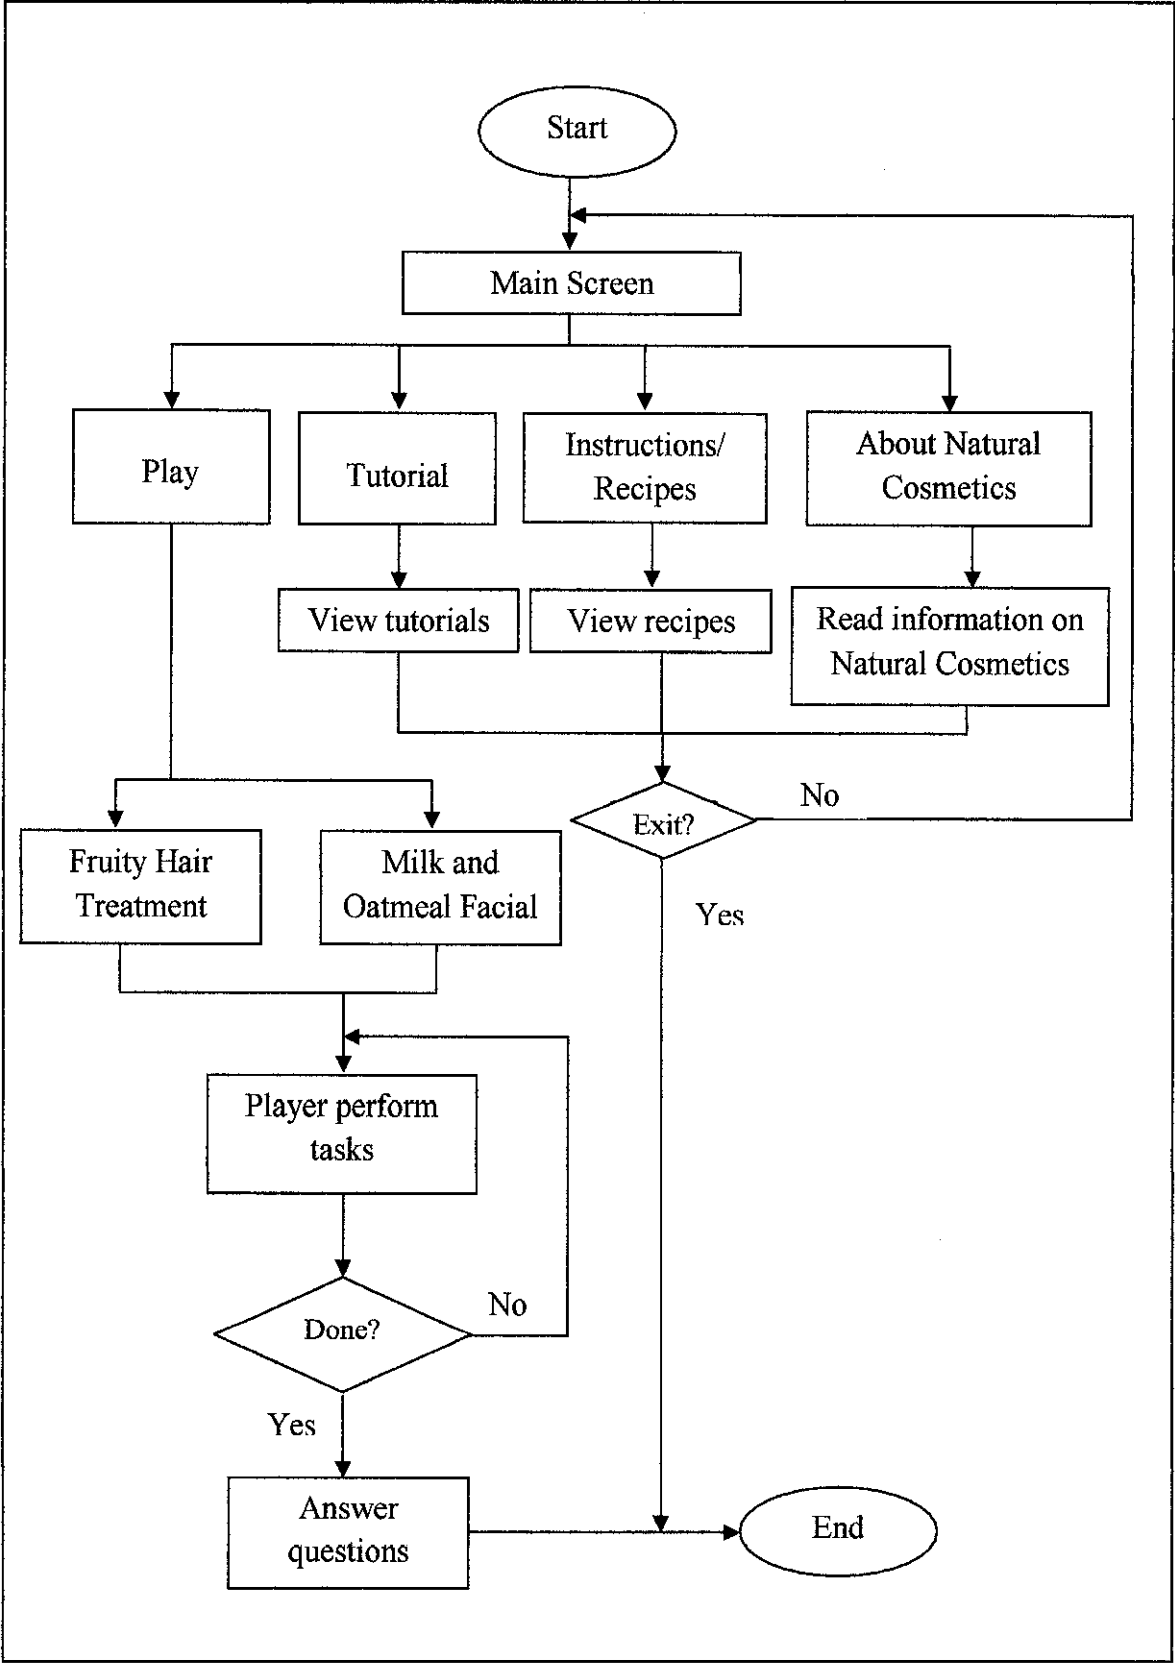 Start
Main Screen
Play
Tutorial
Instructions/
Recipes
About Natural
Cosmetics
View tutorials
View recipes
Read information on
Natural Cosmetics
Exit?
No
Yes
Fruity Hair
Treatment
Milk and
Oatmeal Facial
Player perform
tasks
Done?
No
Yes
Answer
questions
End